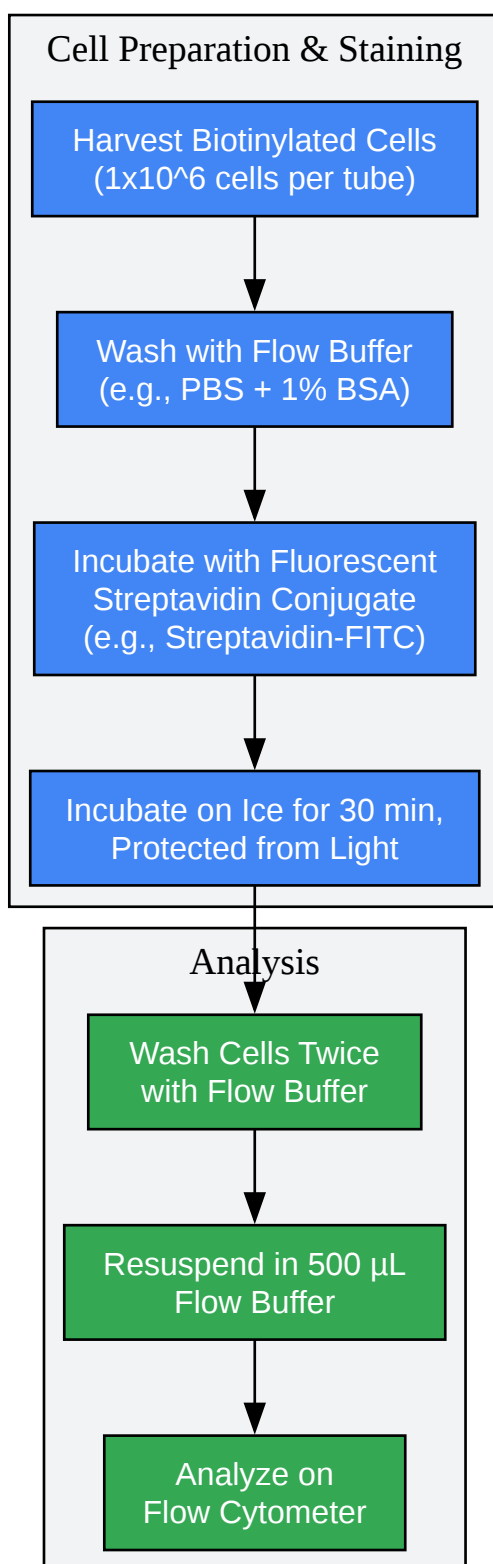 Cell Preparation & Staining
Harvest Biotinylated Cells
(1x10^6 cells per tube)
Wash with Flow Buffer
(e.g., PBS + 1% BSA)
Incubate with Fluorescent
Streptavidin Conjugate
(e.g., Streptavidin-FITC)
Incubate on Ice for 30 min,
Protected from Light
Analysis
Wash Cells Twice
with Flow Buffer
Resuspend in 500 µL
Flow Buffer
Analyze on
Flow Cytometer